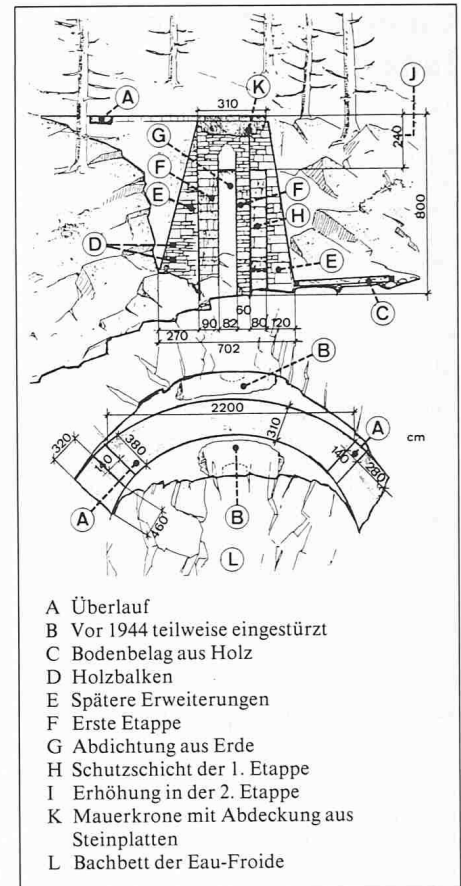 310
K
J
A
G
240
F
F
800
E
H
D
E
C
60
90 82 80 120
270
702
B
2200
A
cm
320
380
310
140
140
280
A
B
460
L
A Überlauf
B Vor 1944 teilweise eingestürzt
C Bodenbelag aus Holz
D Holzbalken
E Spätere Erweiterungen
F Erste Etappe
G Abdichtung aus Erde
H Schutzschicht der 1. Etappe
I Erhöhung in der 2. Etappe
K Mauerkrone mit Abdeckung aus
Steinplatten
L Bachbett der Eau-Froide